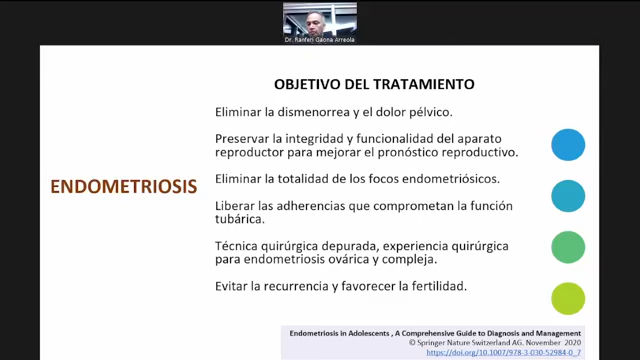 Dr. Ranferi Gaona Arreola
OBJETIVO DEL TRATAMIENTO
Eliminar la dismenorrea y el dolor pélvico.
Preservar la integridad y funcionalidad del aparato
reproductor para mejorar el pronóstico reproductivo.
ENDOMETRIOSIS
Eliminar la totalidad de los focos endometriósicos.
Liberar las adherencias que comprometan la función
tubárica.
Técnica quirúrgica depurada, experiencia quirúrgica
para endometriosis ovárica y compleja.
Evitar la recurrencia y favorecer la fertilidad.
Endometriosis in Adolescents , A Comprehensive Guide to Diagnosis and Management
© Springer Nature Switzerland AG. November 2020
https://doi.org/10.1007/978-3-030-52984-0_7